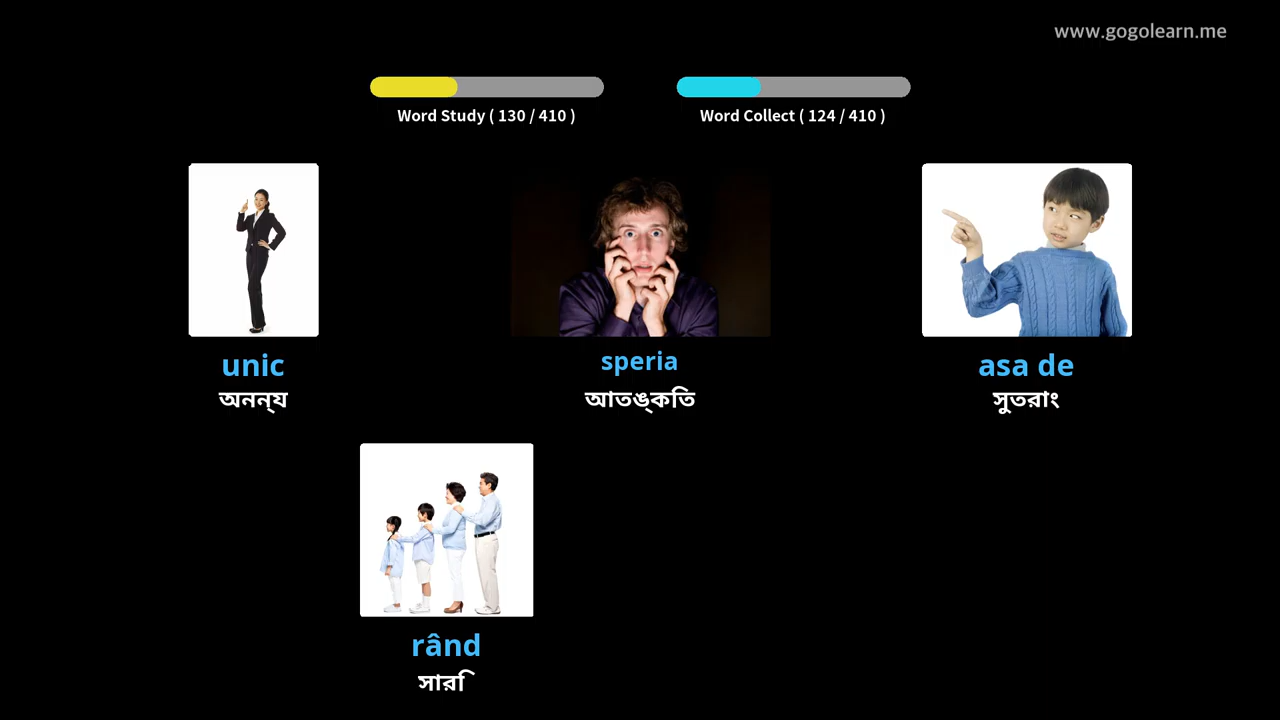 www.gogolearn.me
Word Study ( 130 / 410 )
Word Collect ( 124 / 410 )
unic
speria
asa de
অনন্য
আতঙ্কিত
সুতরাং
rând
সারি